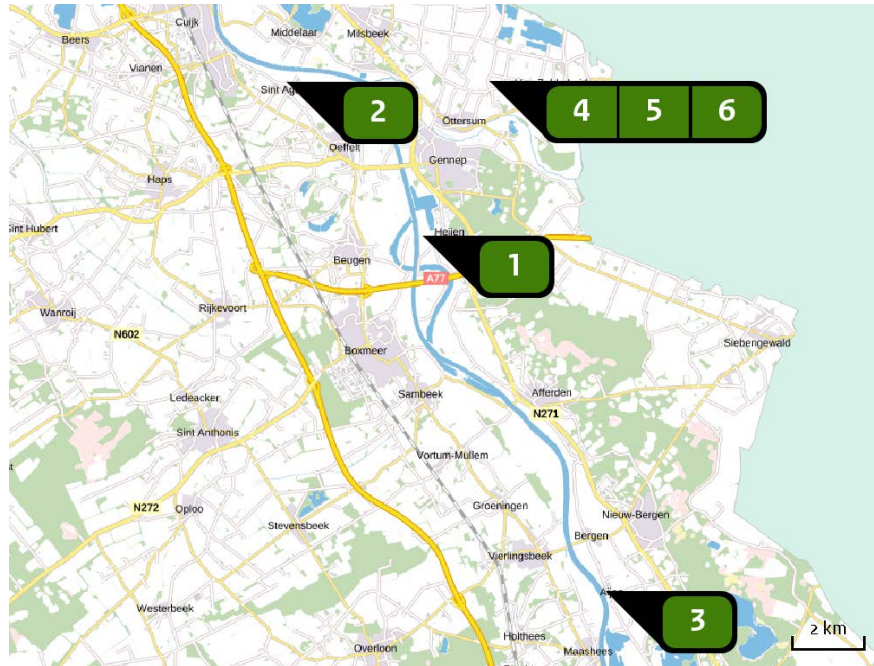 Cuijk
Beers
Middelaar
Milsbeek
Vianen
Sint Ag
2
4 5 6
Ottersum
Oeffelt
Gennep
Haps
Sint Hubert
Heijen
1
Beugen
A77
Rijkevoort
Wanroij
N602
Siebengewald
Boxmeer
Ledeacker
Sambeek
Afferden
N271
Sint Anthonis
Vortum-Mullem
N272
Oploo
Groeningen
Stevensbeek
Nieuw-Bergen
Bergen
Vierlingsbeek
Westerbeek
3
2 km
Holthees
Overloon
Maashees